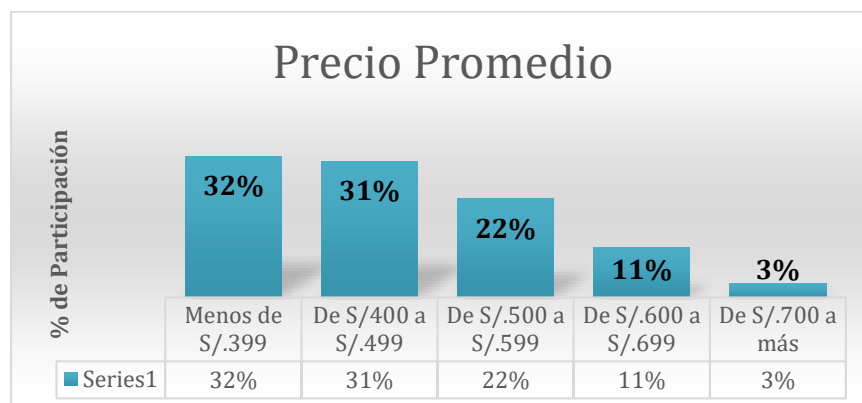 Precio Promedio
% de Participación
32%
31%
22%
11%
3%
Menos de
S/.399
De S/400 a
S/.499
De S/.500 a
S/.599
De S/.600 a
S/.699
De S/.700 a
más
Series1 32% 31% 22% 11% 3%